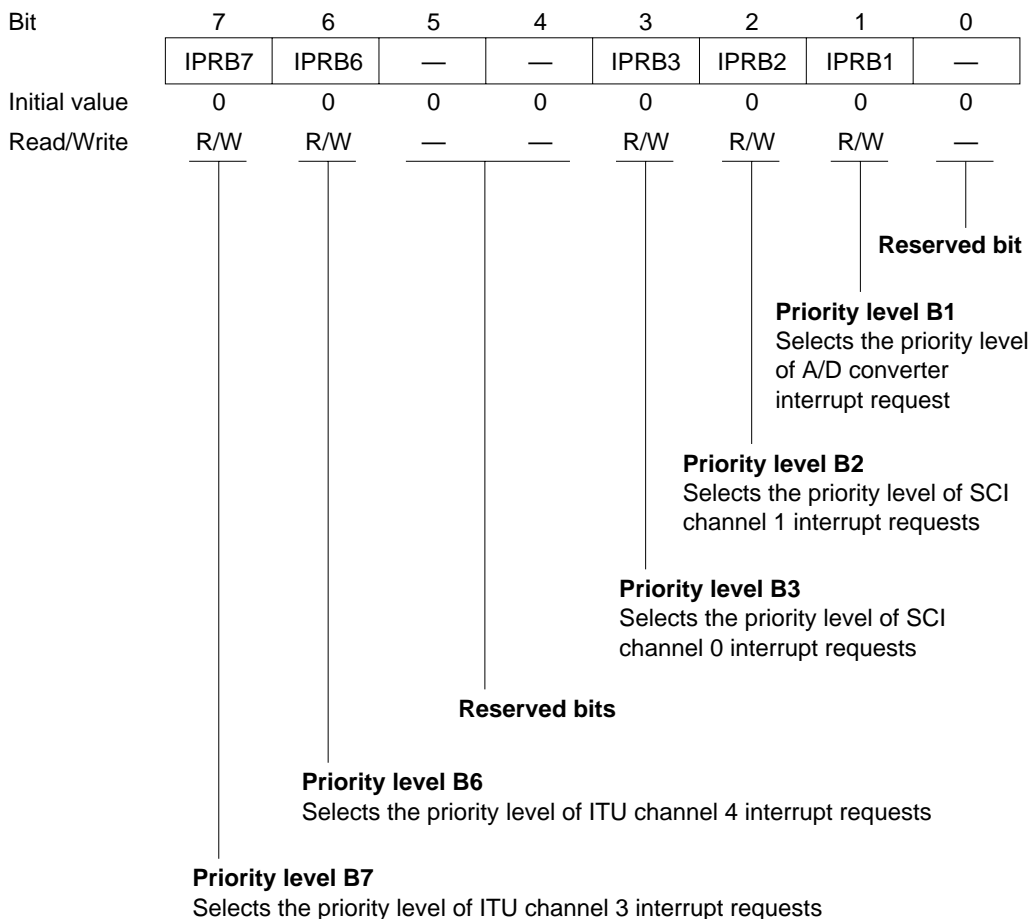 Bit 7 6 5 4 3 2 1 0
IPRB7 IPRB6 — — IPRB3 IPRB2 IPRB1 —
Initial value 0 0 0 0 0 0 0 0
Read/Write R/W R/W — — R/W R/W R/W —
Reserved bit
Priority level B1
Selects the priority level
of A/D converter
interrupt request
Priority level B2
Selects the priority level of SCI
channel 1 interrupt requests
Priority level B3
Selects the priority level of SCI
channel 0 interrupt requests
Reserved bits
Priority level B6
Selects the priority level of ITU channel 4 interrupt requests
Priority level B7
Selects the priority level of ITU channel 3 interrupt requests